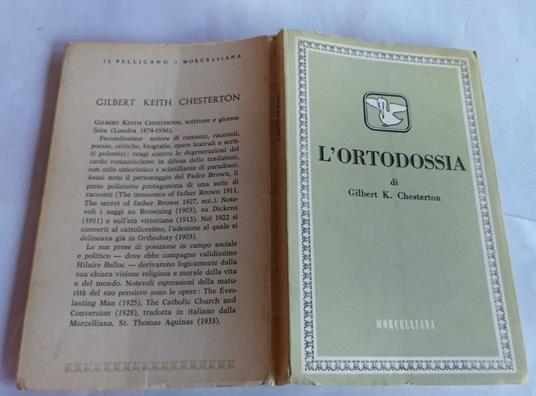 IL PELLICANO - MORCELLIANA
GILBERT KEITH CHESTERTON
GILBERT KEITH CHESTERTON, scrittore e giorna-
lista (Londra 1874-1936).
Fecondissimo autore di romanzi, racconti,
poesie, critiche, biografie, opere teatrali e scrit-
ti polemici; reagì contro le degenerazioni del
tardo romanticismo in difesa delle tradizioni,
con stile umoristico e scintillante di paradossi.
Assai noto il personaggio del Padre Brown, il
prete poliziotto protagonista di una serie di
racconti (The innocence of father Brown 1911,
The secret of father Brown 1927, ecc.). Note-
voli i saggi su Browning (1903), su Dickens
(1911) e sull'età vittoriana (1913). Nel 1922 si
convertì al cattolicesimo, l'adesione al quale si
delineava già in Orthodoxy (1903).
Le sue prese di posizione in campo sociale
e politico — dove ebbe compagno validissimo
Hilaire Belloc — derivarono logicamente dalla
sua chiara visione religiosa e morale della vita
e del mondo. Notevoli espressioni della matu-
rità del suo pensiero sono le opere: The Ever-
lasting Man (1925), The Catholic Church and
Conversion (1928), tradotta in italiano dalla
Morcelliana, St. Thomas Aquinas (1933).
L'ORTODOSSIA
di
Gilbert K. Chesterton
MORCELLIANA